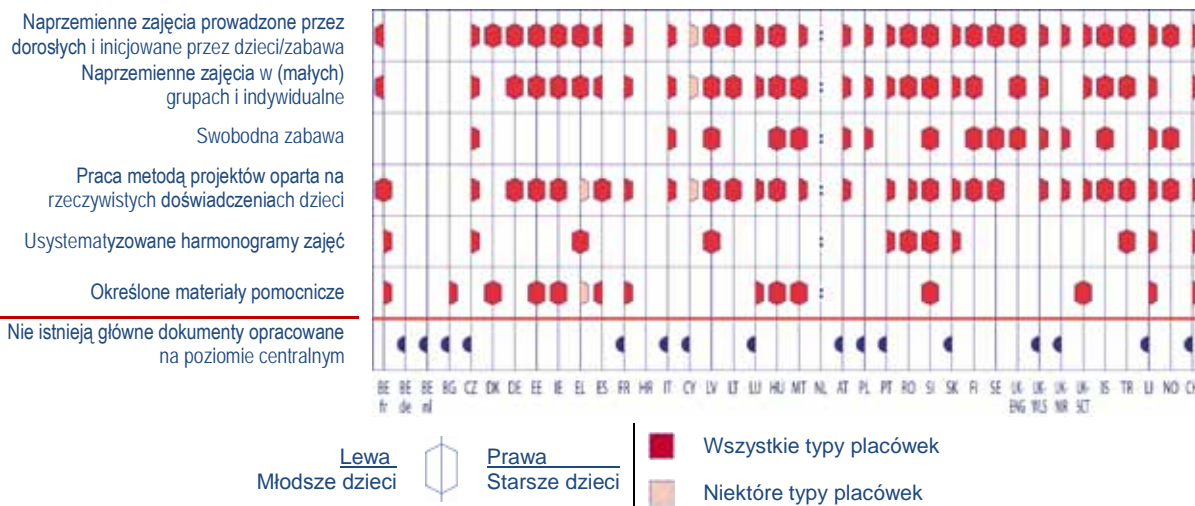 Naprzemienne zajęcia prowadzone przez
dorosłych i inicjowane przez dzieci/zabawa
Naprzemienne zajęcia w (małych)
grupach i indywidualne
Swobodna zabawa
Praca metodą projektów oparta na
rzeczywistych doświadczeniach dzieci
Usystematyzowane harmonogramy zajęć
Określone materiały pomocnicze
Nie istnieją główne dokumenty opracowane
na poziomie centralnym
BE BE BE BG CZ DK DE EE IE EL ES FR HR IT CY LV LT LU HU MT NL AT PL PT RO SI SK FI SE UK- UK- UK- UK- IS TR LI NO CH
fr de nl ENG WLS NIR SCT
Lewa Prawa
Młodsze dzieci Starsze dzieci
Wszystkie typy placówek
Niektóre typy placówek